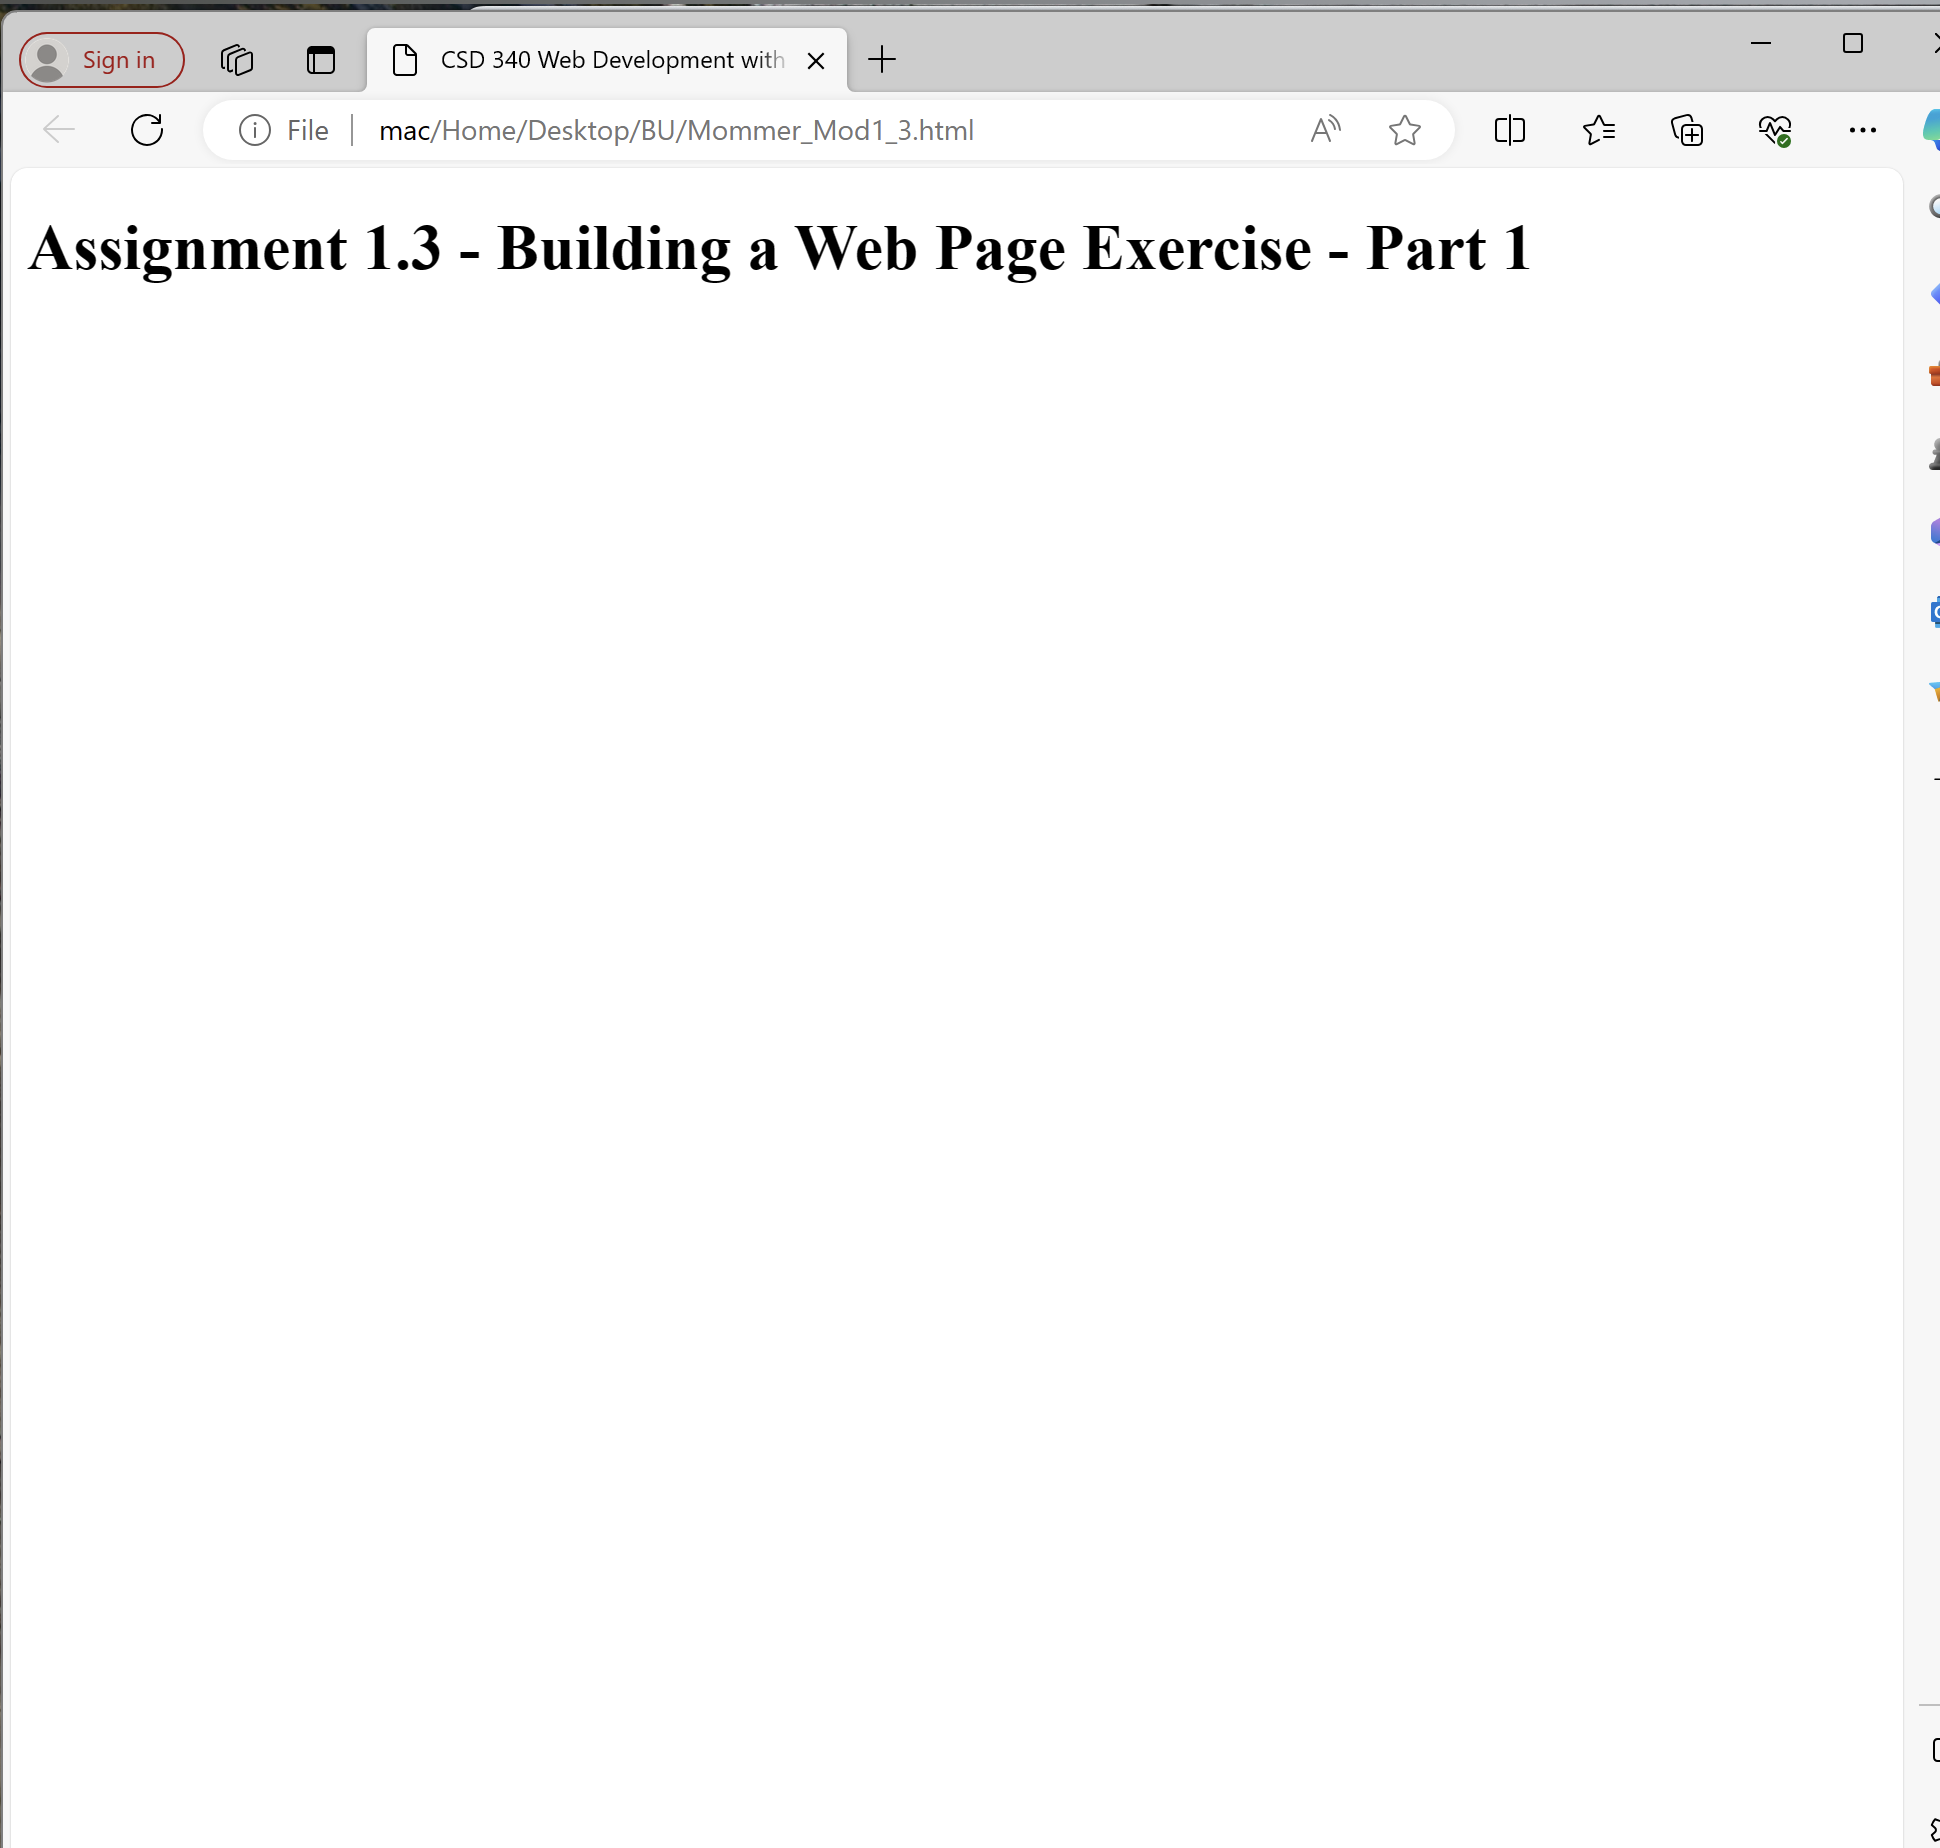 Sign in
CSD 340 Web Development with
File
mac/Home/Desktop/BU/Mommer_Mod1_3.html
Assignment 1.3 - Building a Web Page Exercise - Part 1